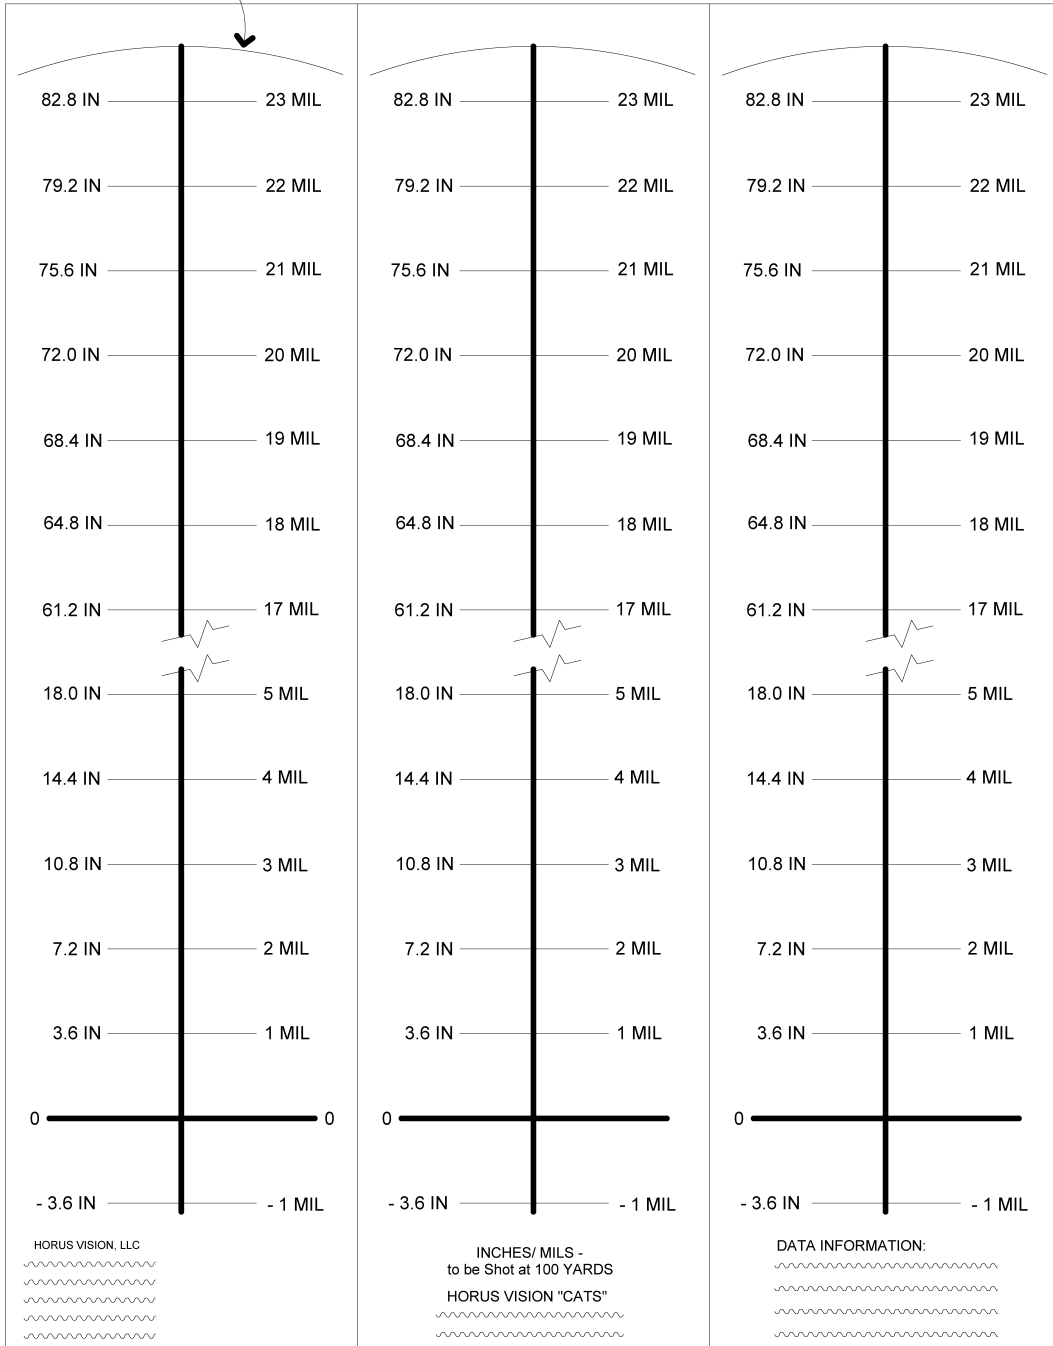 82.8 IN 23 MIL 82.8 IN 23 MIL 82.8 IN 23 MIL
79.2 IN 22 MIL 79.2 IN 22 MIL 79.2 IN 22 MIL
75.6 IN 21 MIL 75.6 IN 21 MIL 75.6 IN 21 MIL
72.0 IN 20 MIL 72.0 IN 20 MIL 72.0 IN 20 MIL
68.4 IN 19 MIL 68.4 IN 19 MIL 68.4 IN 19 MIL
64.8 IN 18 MIL 64.8 IN 18 MIL 64.8 IN 18 MIL
61.2 IN 17 MIL 61.2 IN 17 MIL 61.2 IN 17 MIL
18.0 IN 5 MIL 18.0 IN 5 MIL 18.0 IN 5 MIL
14.4 IN 4 MIL 14.4 IN 4 MIL 14.4 IN 4 MIL
10.8 IN 3 MIL 10.8 IN 3 MIL 10.8 IN 3 MIL
7.2 IN 2 MIL 7.2 IN 2 MIL 7.2 IN 2 MIL
3.6 IN 1 MIL 3.6 IN 1 MIL 3.6 IN 1 MIL
0 0 0 0
- 3.6 IN - 1 MIL - 3.6 IN - 1 MIL - 3.6 IN - 1 MIL
HORUS VISION, LLC
INCHES/ MILS -
to be Shot at 100 YARDS
HORUS VISION "CATS"
DATA INFORMATION: